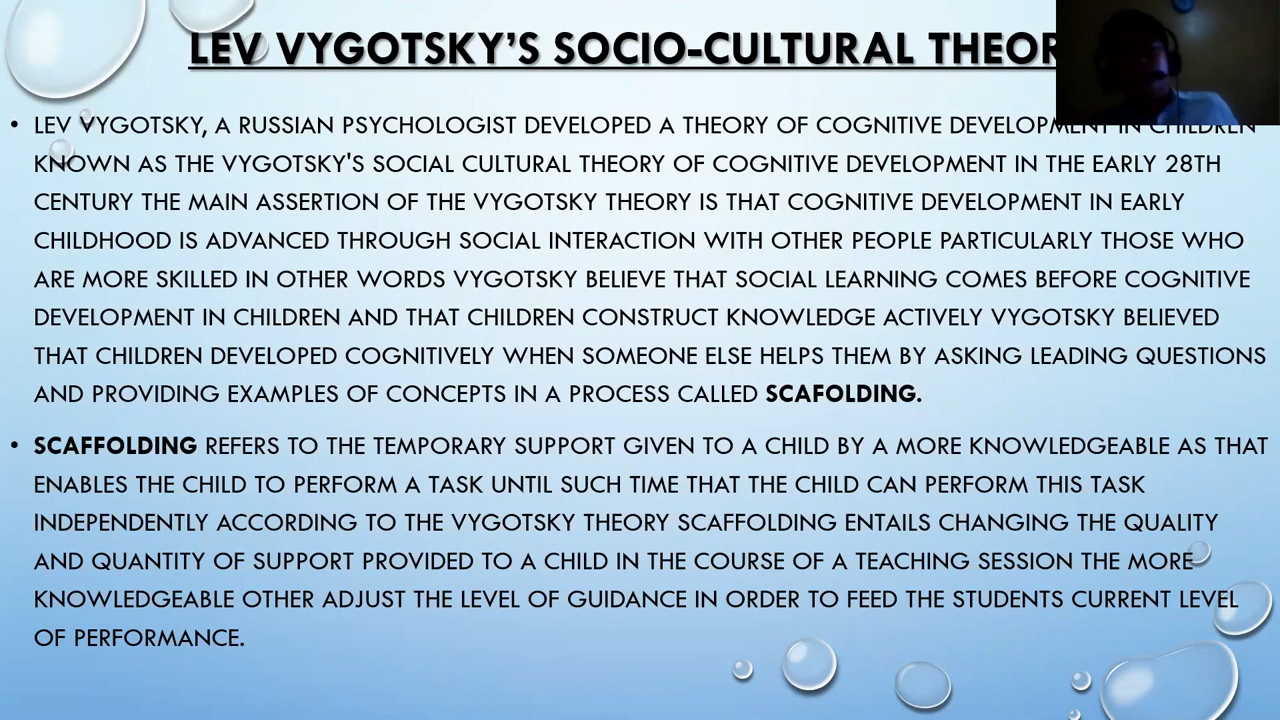 LEV VYGOTSKY'S SOCIO-CULTURAL THEOR
• LEV VYGOTSKY, A RUSSIAN PSYCHOLOGIST DEVELOPED A THEORY OF COGNITIVE DEVELOPMENT IN CHILDREN
KNOWN AS THE VYGOTSKY'S SOCIAL CULTURAL THEORY OF COGNITIVE DEVELOPMENT IN THE EARLY 28TH
CENTURY THE MAIN ASSERTION OF THE VYGOTSKY THEORY IS THAT COGNITIVE DEVELOPMENT IN EARLY
CHILDHOOD IS ADVANCED THROUGH SOCIAL INTERACTION WITH OTHER PEOPLE PARTICULARLY THOSE WHO
ARE MORE SKILLED IN OTHER WORDS VYGOTSKY BELIEVE THAT SOCIAL LEARNING COMES BEFORE COGNITIVE
DEVELOPMENT IN CHILDREN AND THAT CHILDREN CONSTRUCT KNOWLEDGE ACTIVELY VYGOTSKY BELIEVED
THAT CHILDREN DEVELOPED COGNITIVELY WHEN SOMEONE ELSE HELPS THEM BY ASKING LEADING QUESTIONS
AND PROVIDING EXAMPLES OF CONCEPTS IN A PROCESS CALLED SCAFOLDING.
• SCAFFOLDING REFERS TO THE TEMPORARY SUPPORT GIVEN TO A CHILD BY A MORE KNOWLEDGEABLE AS THAT
ENABLES THE CHILD TO PERFORM A TASK UNTIL SUCH TIME THAT THE CHILD CAN PERFORM THIS TASK
INDEPENDENTLY ACCORDING TO THE VYGOTSKY THEORY SCAFFOLDING ENTAILS CHANGING THE QUALITY
AND QUANTITY OF SUPPORT PROVIDED TO A CHILD IN THE COURSE OF A TEACHING SESSION THE MORE
KNOWLEDGEABLE OTHER ADJUST THE LEVEL OF GUIDANCE IN ORDER TO FEED THE STUDENTS CURRENT LEVEL
OF PERFORMANCE.